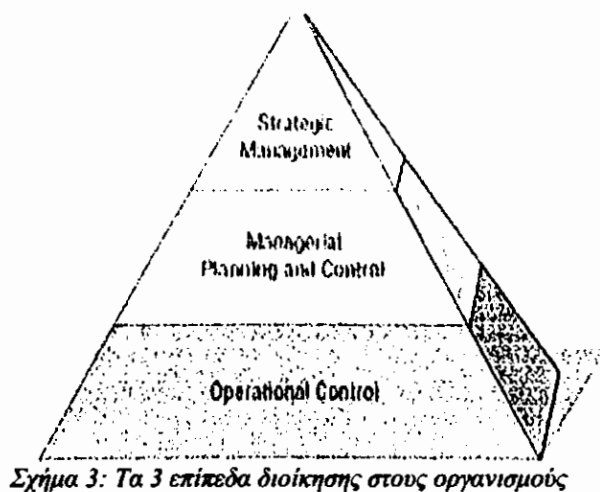 Strategic
Management
Managerial
Planning and Control
Operational Control
Σχήμα 3: Τα 3 επίπεδα διοίκησης στους οργανισμούς